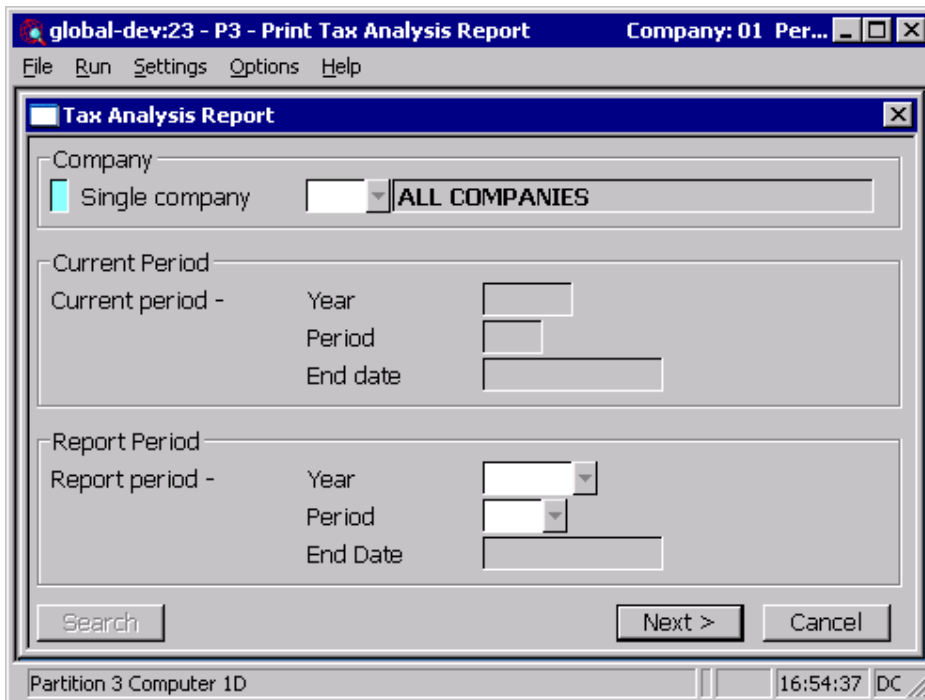 global-dev:23 - P3 - Print Tax Analysis Report Company: 01 Per...
File Run Settings Options Help
Tax Analysis Report
Company
Single company ALL COMPANIES
Current Period
Current period - Year
Period
End date
Report Period
Report period - Year
Period
End Date
Search Next > Cancel
Partition 3 Computer 1D 16:54:37 DC